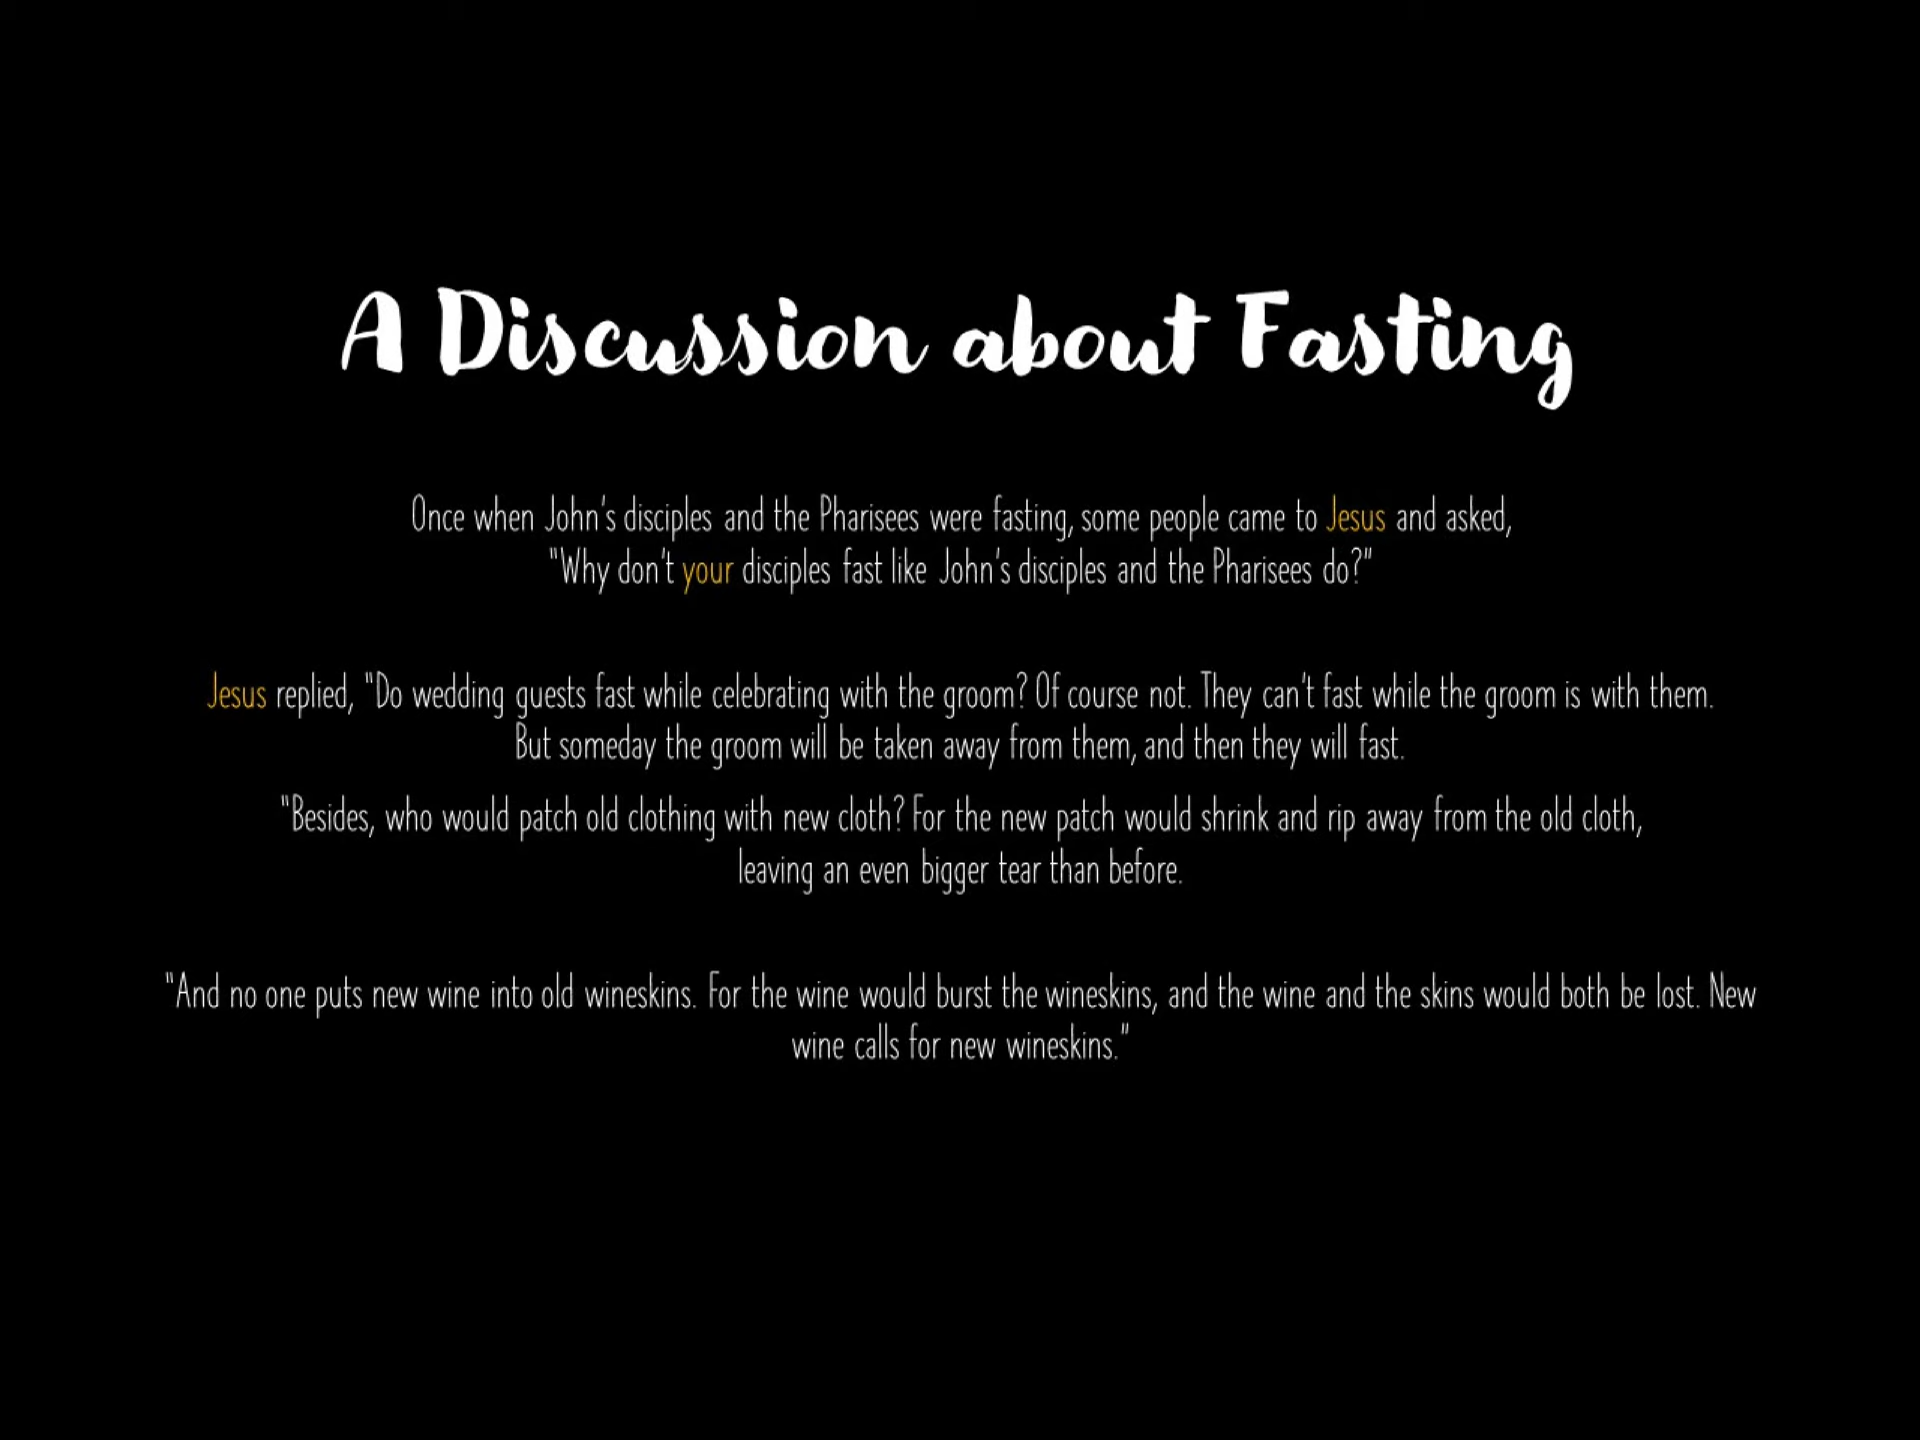 A Discussion about Fasting
Once when John's disciples and the Pharisees were fasting, some people came to Jesus and asked,
"Why don't your disciples fast like John's disciples and the Pharisees do?"
Jesus replied, "Do wedding guests fast while celebrating with the groom? Of course not. They can't fast while the groom is with them.
But someday the groom will be taken away from them, and then they will fast.
"Besides, who would patch old clothing with new cloth? For the new patch would shrink and rip away from the old cloth,
leaving an even bigger tear than before.
"And no one puts new wine into old wineskins. For the wine would burst the wineskins, and the wine and the skins would both be lost. New
wine calls for new wineskins."